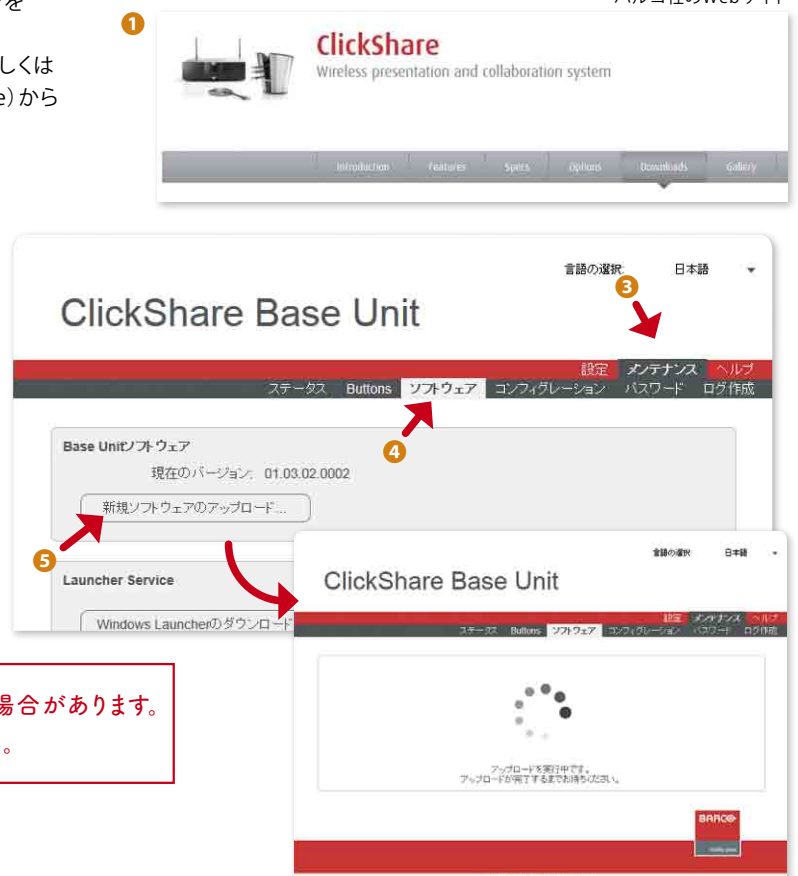 を
バルコ社のWebサイト
しくは
e）から
❶
ClickShare
Wireless presentation and collaboration system
Introduction Features Specs Options Downloads Gallery
言語の選択: 日本語
❸
ClickShare Base Unit
設定 メンテナンス ヘルプ
ステータス Buttons ソフトウェア コンフィグレーション パスワード ログ作成
❹
Base Unitソフトウェア
現在のバージョン: 01.03.02.0002
新規ソフトウェアのアップロード...
❺
Launcher Service
Windows Launcherのダウンロード
言語の選択 日本語
ClickShare Base Unit
設定 メンテナンス ヘルプ
ステータス Buttons ソフトウェア コンフィグレーション パスワード ログ作成
アップロードを実行中です。
アップロードが完了するまでお待ちください。
BARCO
場合があります。
。